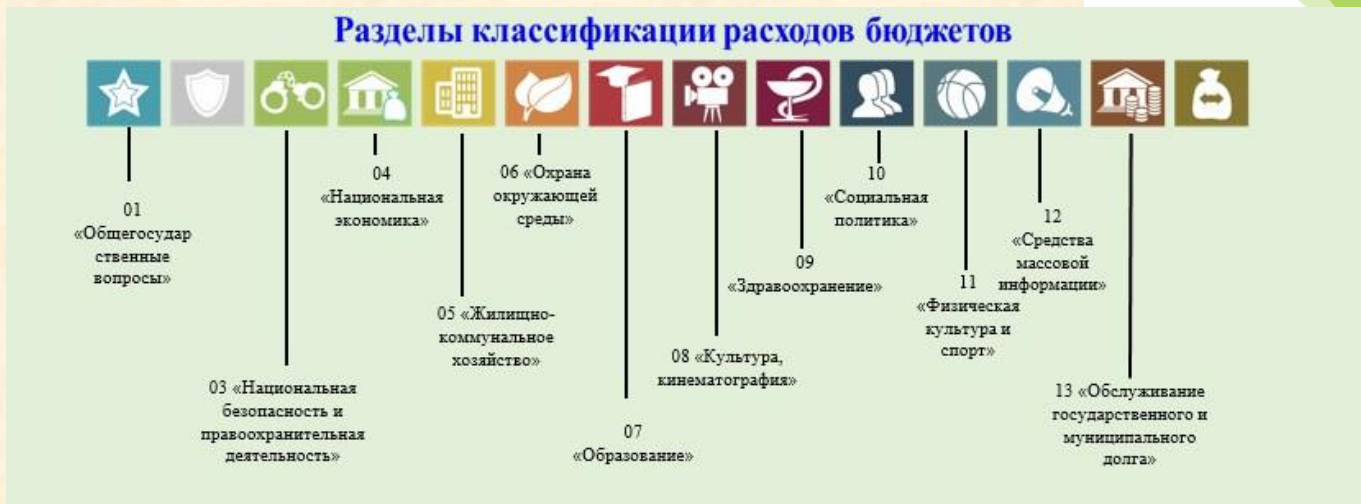 Разделы классификации расходов бюджетов
01
«Общегосудар
ственные
вопросы»
03 «Национальная
безопасность и
правоохранительная
деятельность»
04
«Национальная
экономика»
05 «Жилищно-
коммунальное
хозяйство»
06 «Охрана
окружающей
среды»
07
«Образование»
08 «Культура,
кинематография»
09
«Здравоохранение»
10
«Социальная
политика»
11
«Физическая
культура и
спорт»
12
«Средства
массовой
информации»
13 «Обслуживание
государственного и
муниципального
долга»